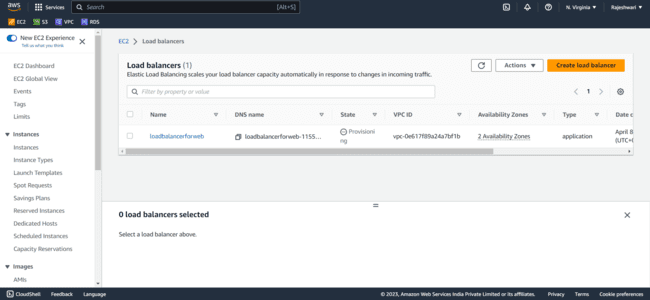 aws
Services
Search
[Alt+S]
N. Virginia
Rajeshwari
EC2
S3
VPC
RDS
New EC2 Experience
Tell us what you think
EC2 Dashboard
EC2 Global View
Events
Tags
Limits
Instances
Instances
Instance Types
Launch Templates
Spot Requests
Savings Plans
Reserved Instances
Dedicated Hosts
Scheduled Instances
Capacity Reservations
Images
AMIs
EC2 > Load balancers
Load balancers (1)
Elastic Load Balancing scales your load balancer capacity automatically in response to changes in incoming traffic.
Actions
Create load balancer
Filter by property or value
1
Name
DNS name
State
VPC ID
Availability Zones
Type
Date c
loadbalancerforweb
loadbalancerforweb-1155...
Provisioni
ng
vpc-0e617f89a24a7bf1b
2 Availability Zones
application
April 8
(UTC+0
0 load balancers selected
Select a load balancer above.
CloudShell
Feedback
Language
© 2023, Amazon Web Services India Private Limited or its affiliates.
Privacy
Terms
Cookie preferences